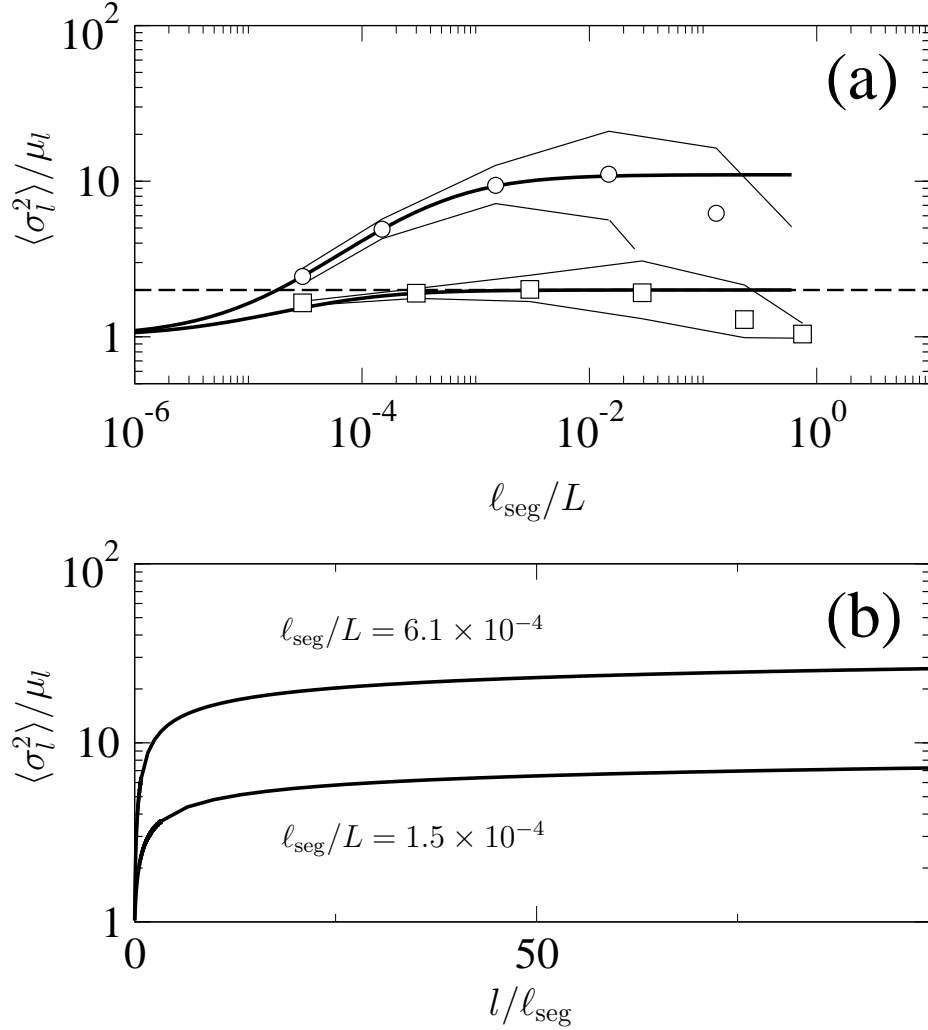 10^2
(a)
10
⟨σ_l^2⟩/μ_l
1
10^{-6} 10^{-4} 10^{-2} 10^0
ℓ_seg/L
10^2
(b)
ℓ_seg/L = 6.1 × 10^{-4}
⟨σ_l^2⟩/μ_l
10
ℓ_seg/L = 1.5 × 10^{-4}
1
0 50
l/ℓ_seg